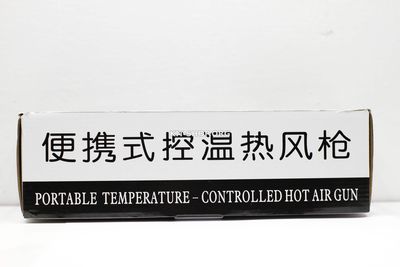 便携式控温热风枪
PORTABLE TEMPERATURE – CONTROLLED HOT AIR GUN